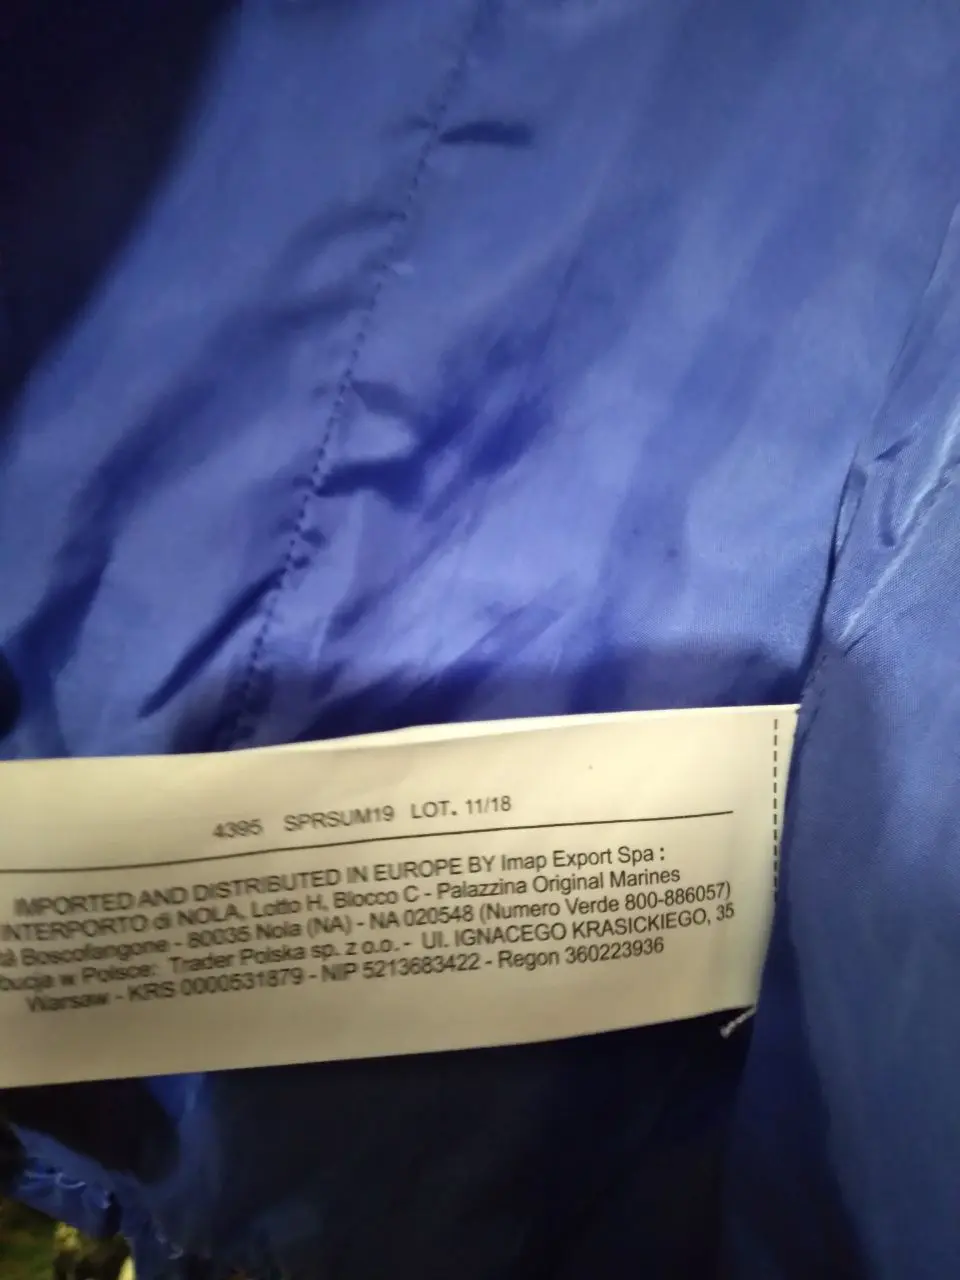 4395 SPRSUM19 LOT. 11/18
IMPORTED AND DISTRIBUTED IN EUROPE BY Imap Export Spa :
INTERPORTO di NOLA, Lotto H, Blocco C - Palazzina Original Marines
tà Boscofangone - 80035 Nola (NA) - NA 020548 (Numero Verde 800-886057)
bucja w Polsce: Trader Polska sp. z o.o. - Ul. IGNACEGO KRASICKIEGO, 35
Warsaw - KRS 0000531879 - NIP 5213683422 - Regon 360223936